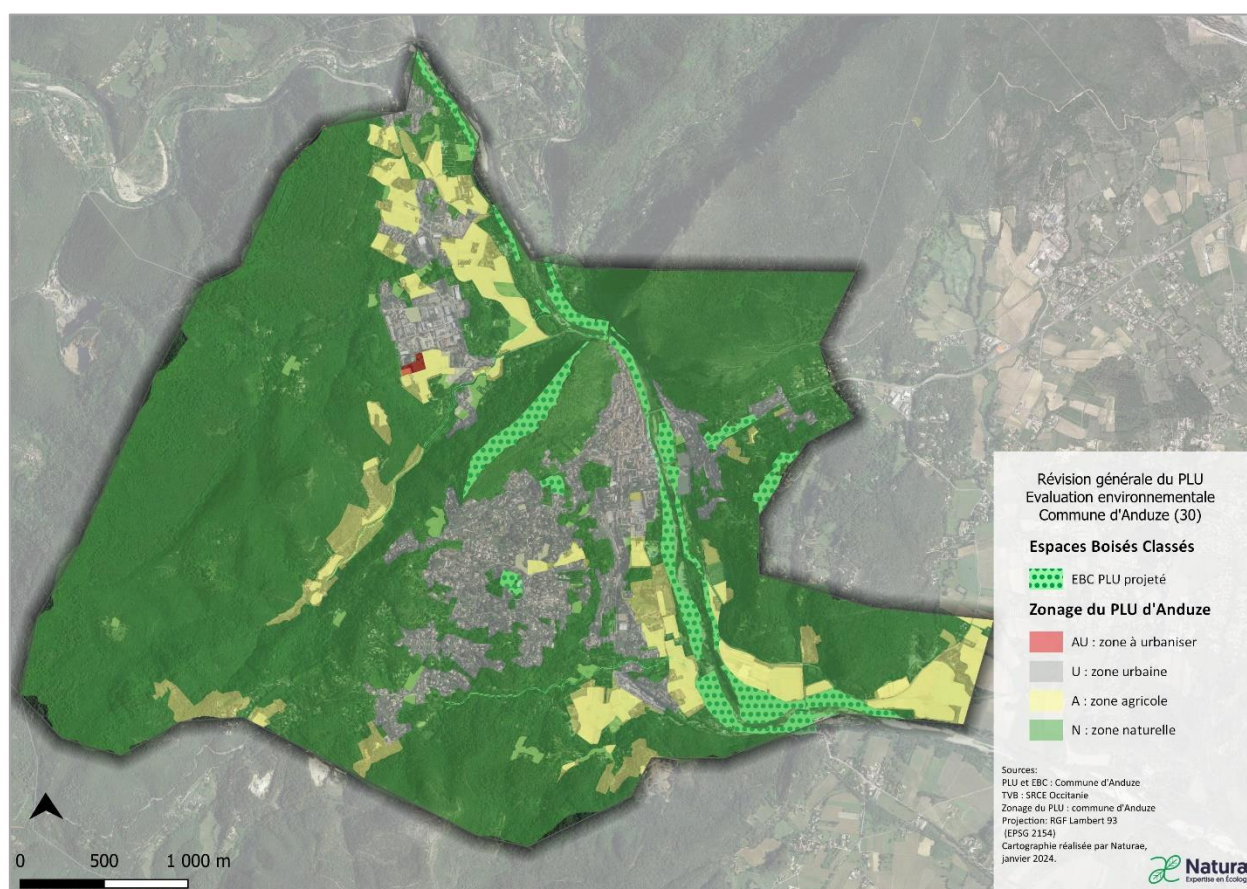 Révision générale du PLU
Evaluation environnementale
Commune d'Anduze (30)
Espaces Boisés Classés
EBC PLU projeté
Zonage du PLU d'Anduze
AU : zone à urbaniser
U : zone urbaine
A : zone agricole
N : zone naturelle
Sources:
PLU et EBC : Commune d'Anduze
TVB : SRCE Occitanie
Zonage du PLU : commune d'Anduze
Projection: RGF Lambert 93
(EPSG 2154)
Cartographie réalisée par Naturae,
janvier 2024.
0 500 1 000 m
Natura
Expertise en Écolog